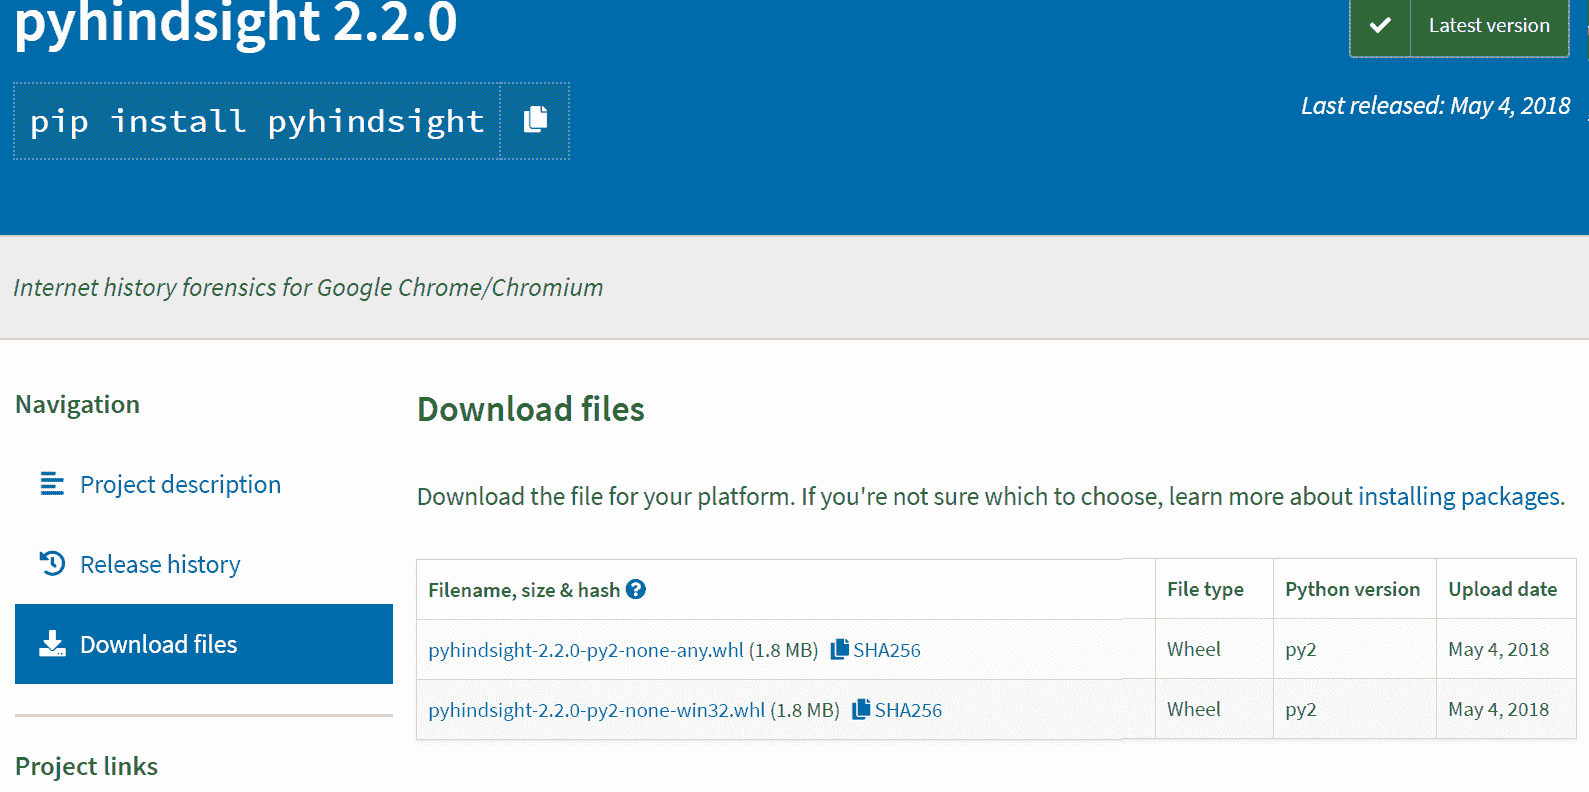 pyhindsight 2.2.0
Latest version
pip install pyhindsight
Last released: May 4, 2018
Internet history forensics for Google Chrome/Chromium
Navigation
Project description
Release history
Download files
Project links
Download files
Download the file for your platform. If you're not sure which to choose, learn more about installing packages.
Filename, size & hash ? File type Python version Upload date
pyhindsight-2.2.0-py2-none-any.whl (1.8 MB) SHA256 Wheel py2 May 4, 2018
pyhindsight-2.2.0-py2-none-win32.whl (1.8 MB) SHA256 Wheel py2 May 4, 2018